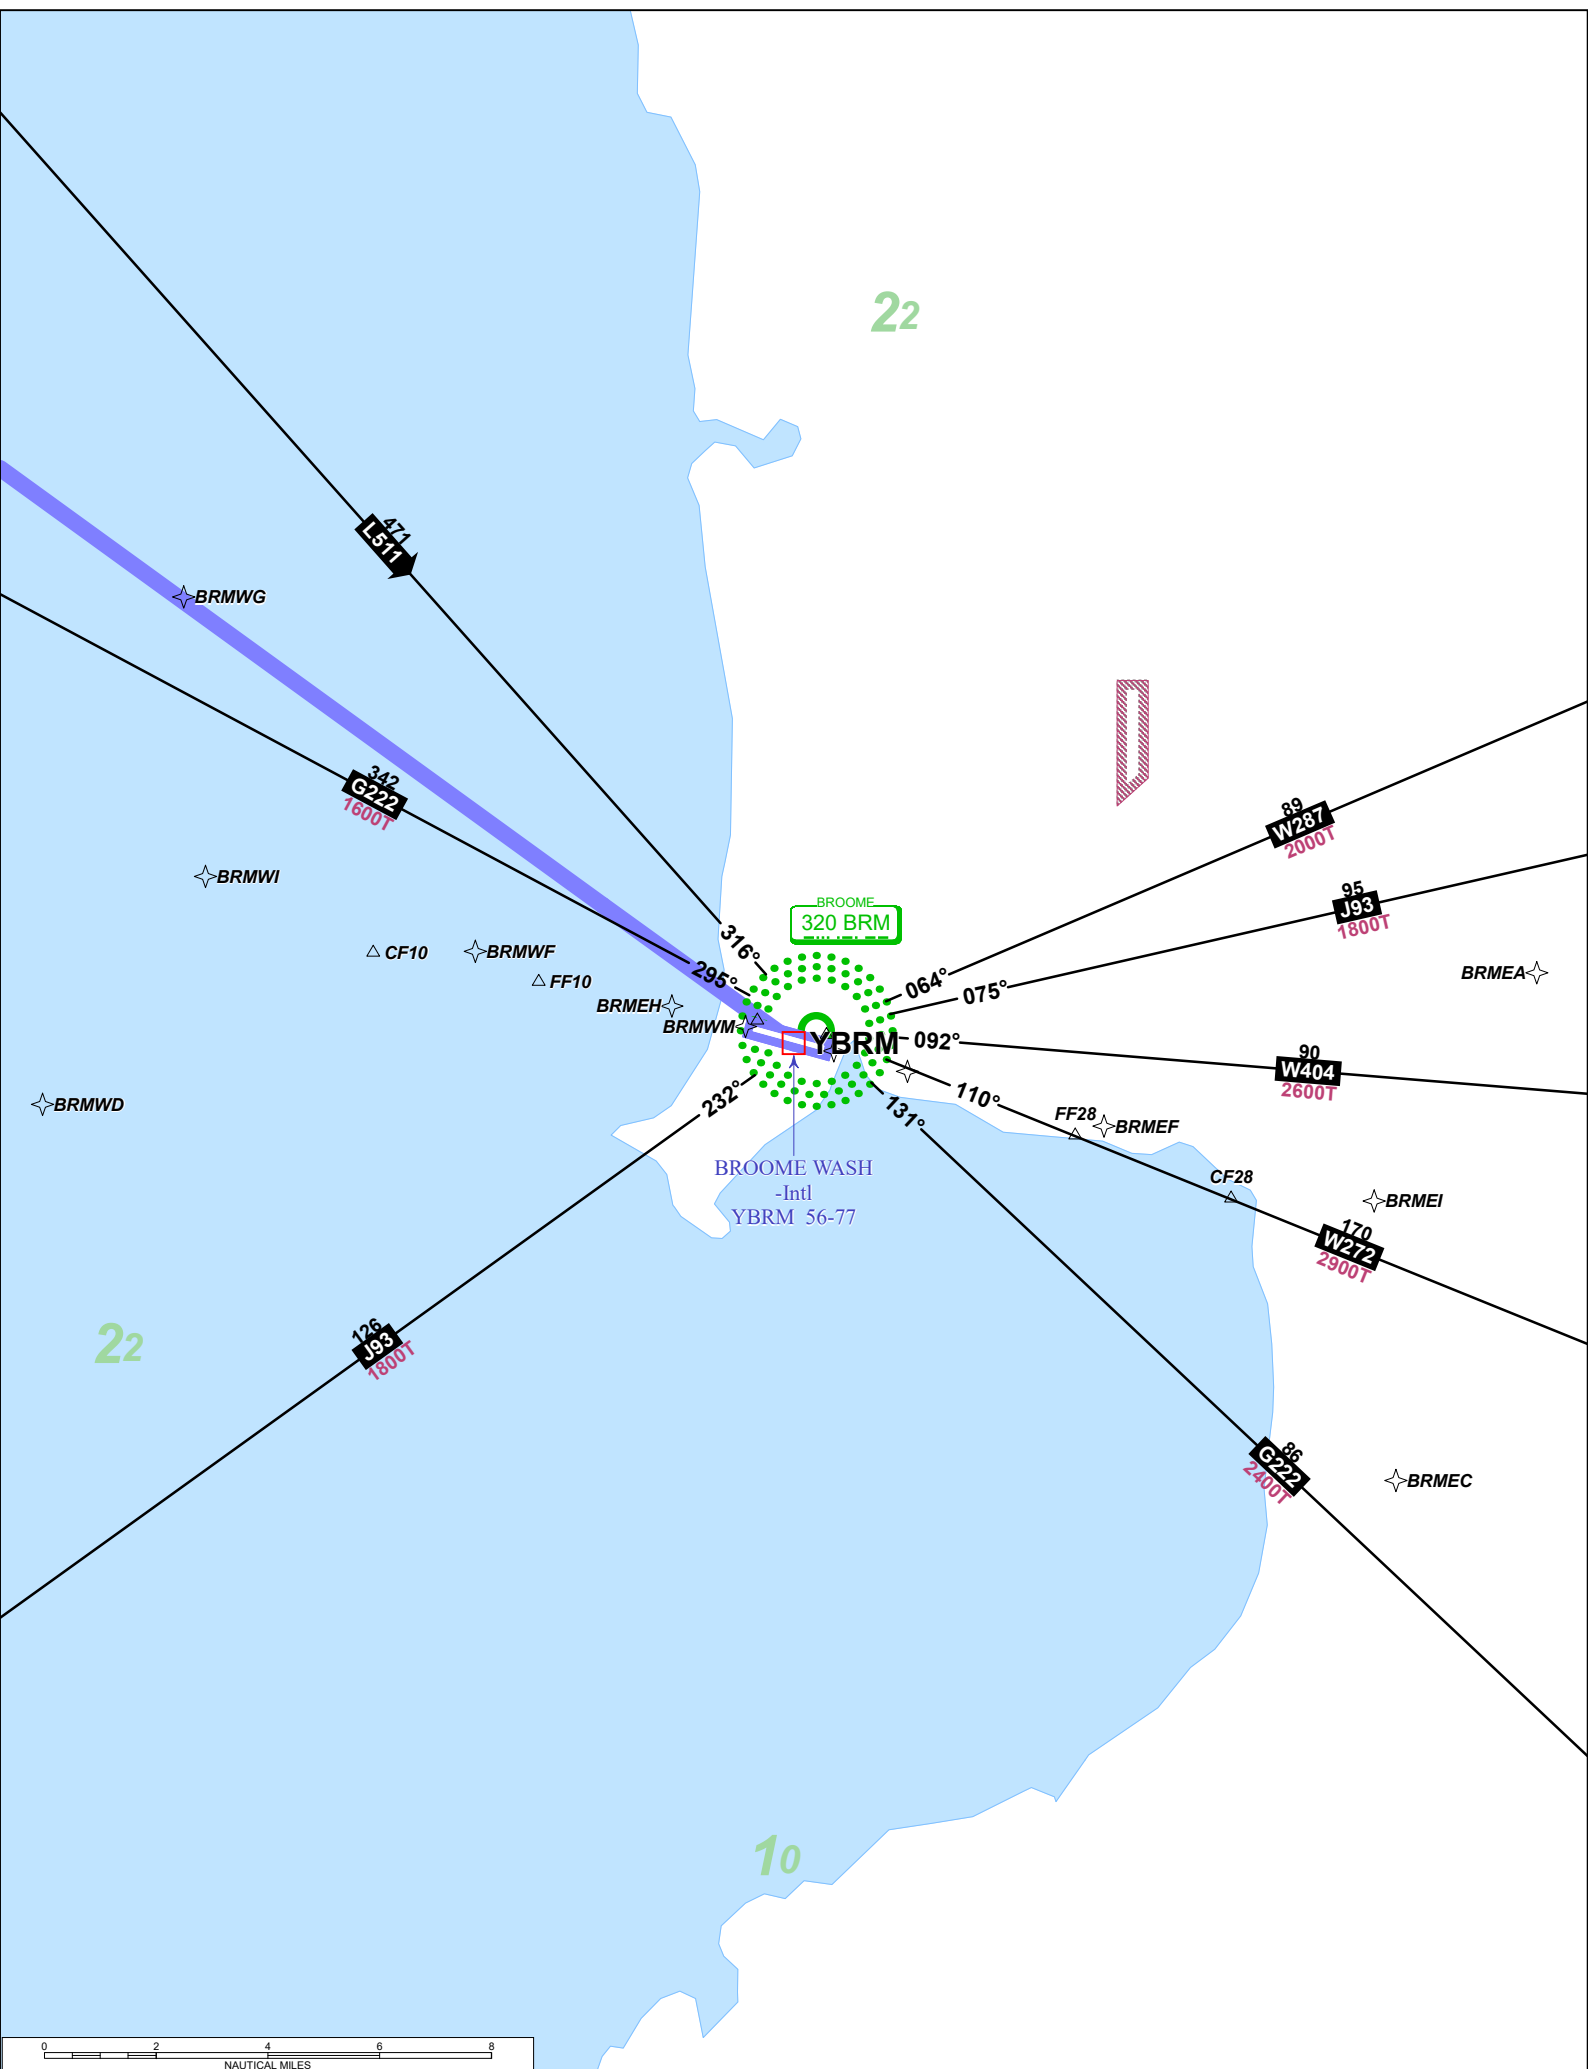 22
471
L511
BRMWG
342
G222
1600T
89
W287
2000T
BRMWI
95
J93
1800T
BROOME
320 BRM
316°
CF10
BRMWF
295°
FF10
064°
075°
BRMEA
BRMEH
BRMWM
YBRM
092°
90
W404
2600T
BRMWD
232°
110°
131°
FF28
BRMEF
BROOME WASH
-Intl
YBRM 56-77
CF28
BRMEI
170
W272
2900T
22
126
J93
1800T
86
G222
2400T
BRMEC
10
0 2 4 6 8
NAUTICAL MILES